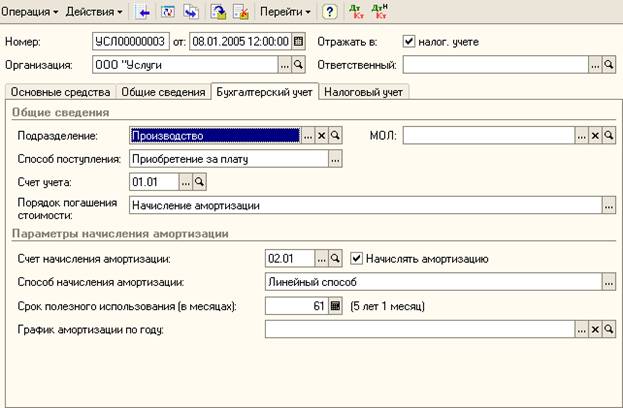 Операция Действия Перейти ? Дт Кт ДтН Кт
Номер: УСЛ00000003 от: 08.01.2005 12:00:00 Отражать в: налог. учете
Организация: ООО "Услуги ... Ответственный: ...
Основные средства Общие сведения Бухгалтерский учет Налоговый учет
Общие сведения
Подразделение: Производство ... x МОЛ: ... x
Способ поступления: Приобретение за плату ...
Счет учета: 01.01 ...
Порядок погашения
стоимости: Начисление амортизации ...
Параметры начисления амортизации
Счет начисления амортизации: 02.01 ... Начислять амортизацию
Способ начисления амортизации: Линейный способ ...
Срок полезного использования (в месяцах): 61 (5 лет 1 месяц)
График амортизации по году: ... x